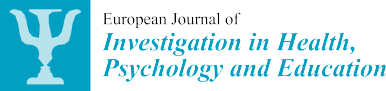 European Journal of
Investigation in Health,
Psychology and Education